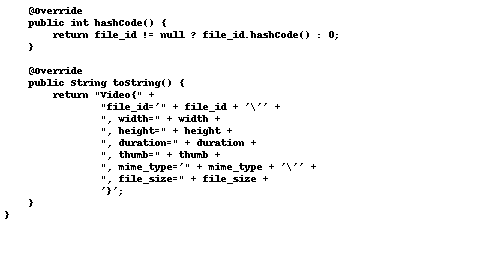 @Override
public int hashCode() {
return file_id != null ? file_id.hashCode() : 0;
}
@Override
public String toString() {
return "Video{" +
"file_id='" + file_id + '\'' +
", width=" + width +
", height=" + height +
", duration=" + duration +
", thumb=" + thumb +
", mime_type='" + mime_type + '\'' +
", file_size=" + file_size +
'}';
}
}